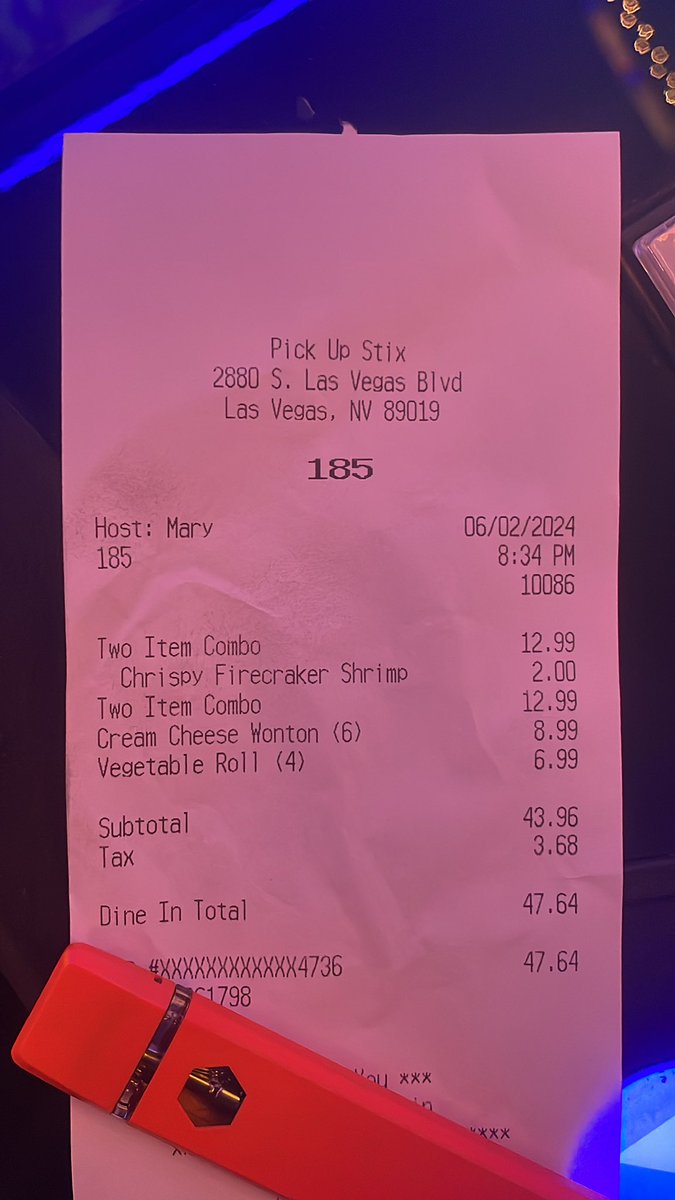 Pick Up Stix
2880 S. Las Vegas Blvd
Las Vegas, NV 89019
185
Host: Mary 06/02/2024
185 8:34 PM
10086
Two Item Combo 12.99
Chrispy Firecraker Shrimp 2.00
Two Item Combo 12.99
Cream Cheese Wonton (6) 8.99
Vegetable Roll (4) 6.99
Subtotal 43.96
Tax 3.68
Dine In Total 47.64
#XXXXXXXXXXXX4736 47.64
1798
You ***